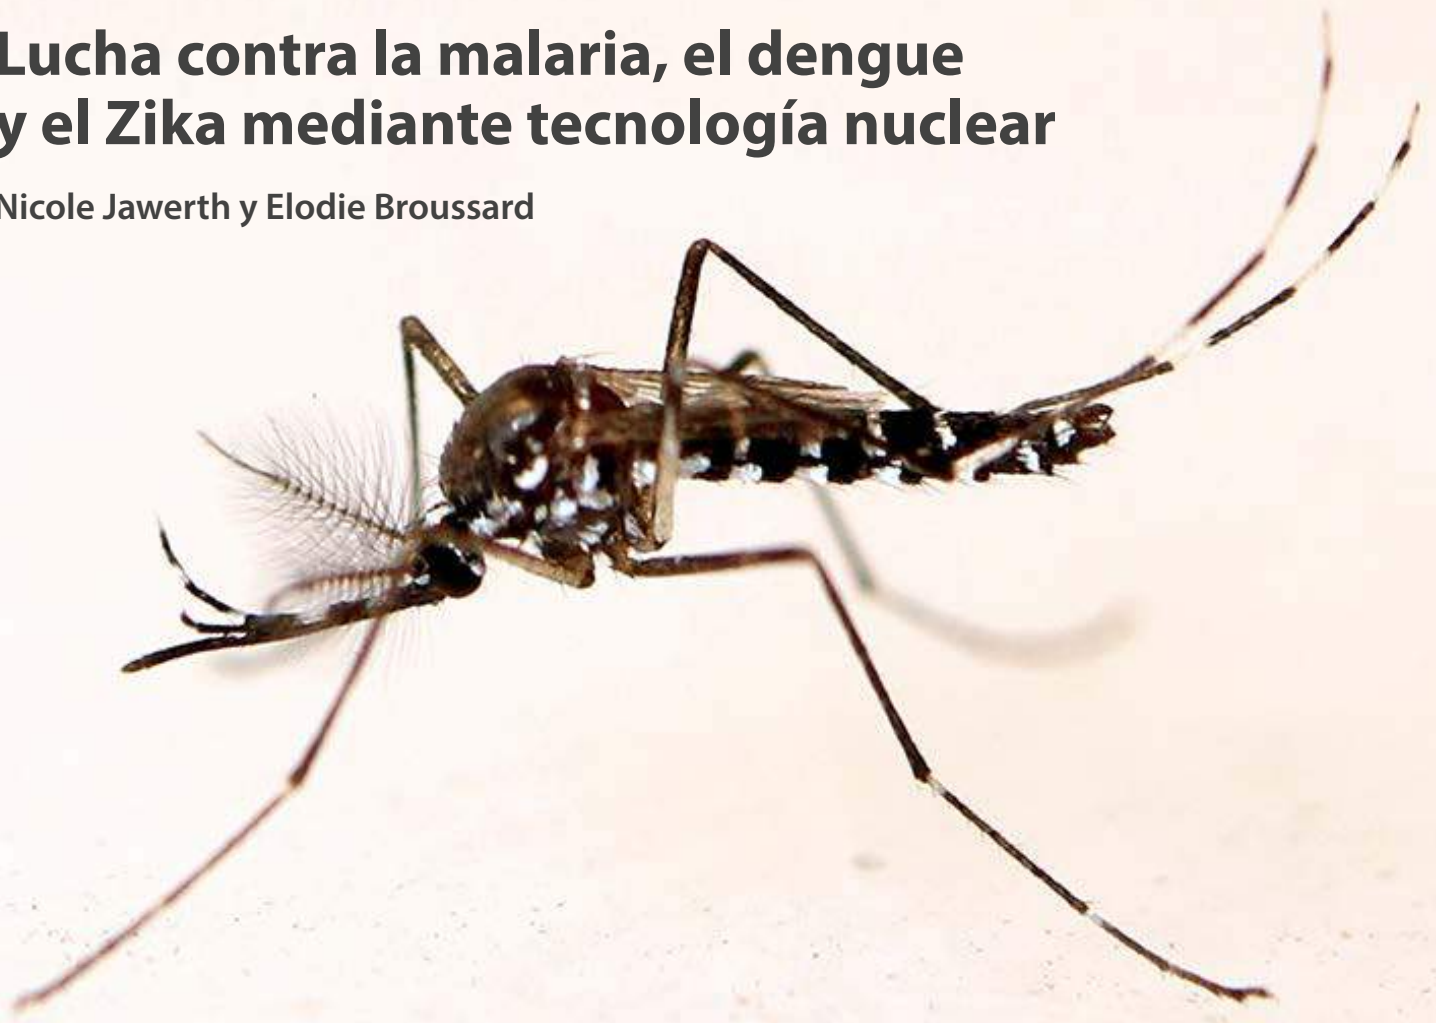 Lucha contra la malaria, el dengue
y el Zika mediante tecnología nuclear
Nicole Jawerth y Elodie Broussard